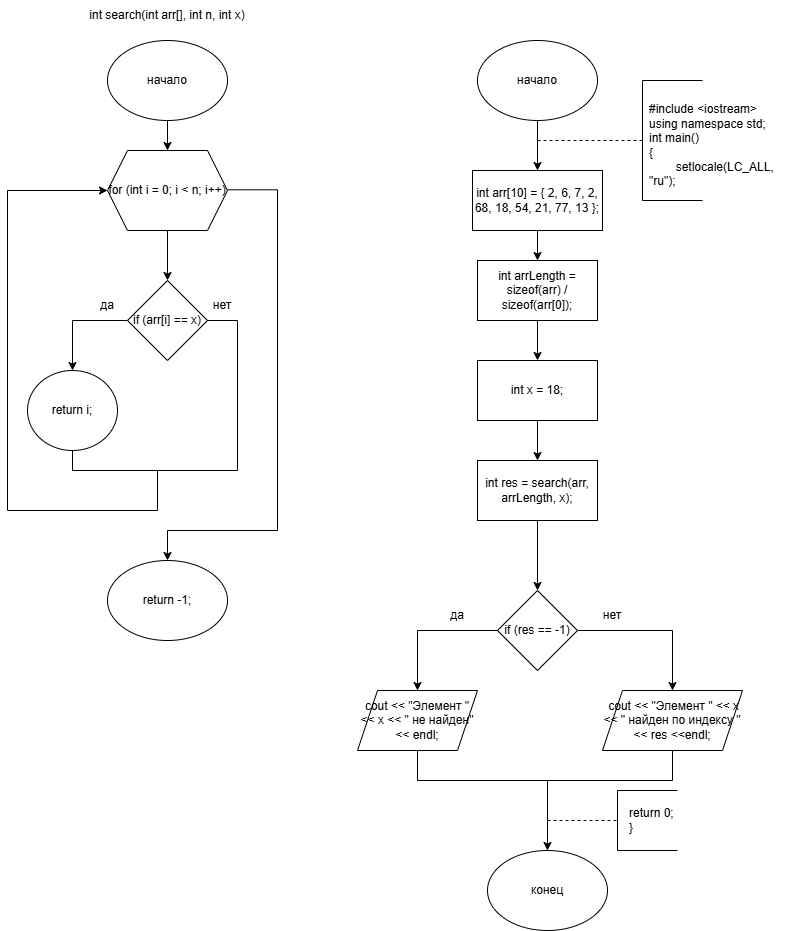 int search(int arr[], int n, int x)
начало
for (int i = 0; i < n; i++)
if (arr[i] == x)
да
нет
return i;
return -1;
начало
#include <iostream>
using namespace std;
int main()
{
setlocale(LC_ALL,
"ru");
int arr[10] = { 2, 6, 7, 2,
68, 18, 54, 21, 77, 13 };
int arrLength =
sizeof(arr) /
sizeof(arr[0]);
int x = 18;
int res = search(arr,
arrLength, x);
if (res == -1)
да
нет
cout << "Элемент "
<< x << " не найден"
<< endl;
cout << "Элемент " << x
<< " найден по индексу "
<< res <<endl;
return 0;
}
конец